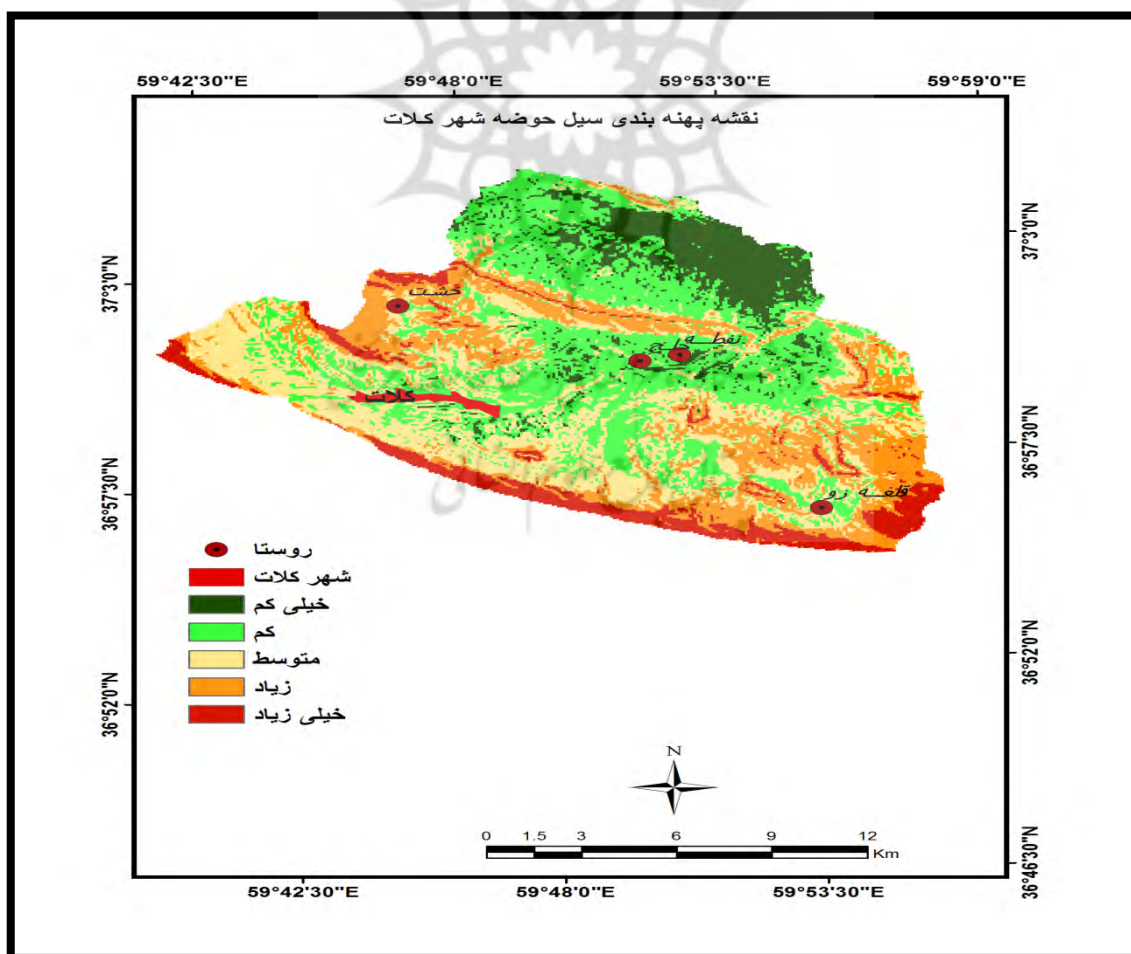 59°42'30"E 59°48'0"E 59°53'30"E 59°59'0"E
نقشه پهنه بندی سیل حوضه شهر کلات
37°3'0"N
37°3'0"N
خشت
نفطه
خلج
کلات
36°57'30"N
36°57'30"N
قلعه زو
روستا
شهر کلات
خیلی کم
کم
متوسط
زیاد
خیلی زیاد
36°52'0"N
36°52'0"N
N
0 1.5 3 6 9 12
Km
36°46'30"N
59°42'30"E 59°48'0"E 59°53'30"E